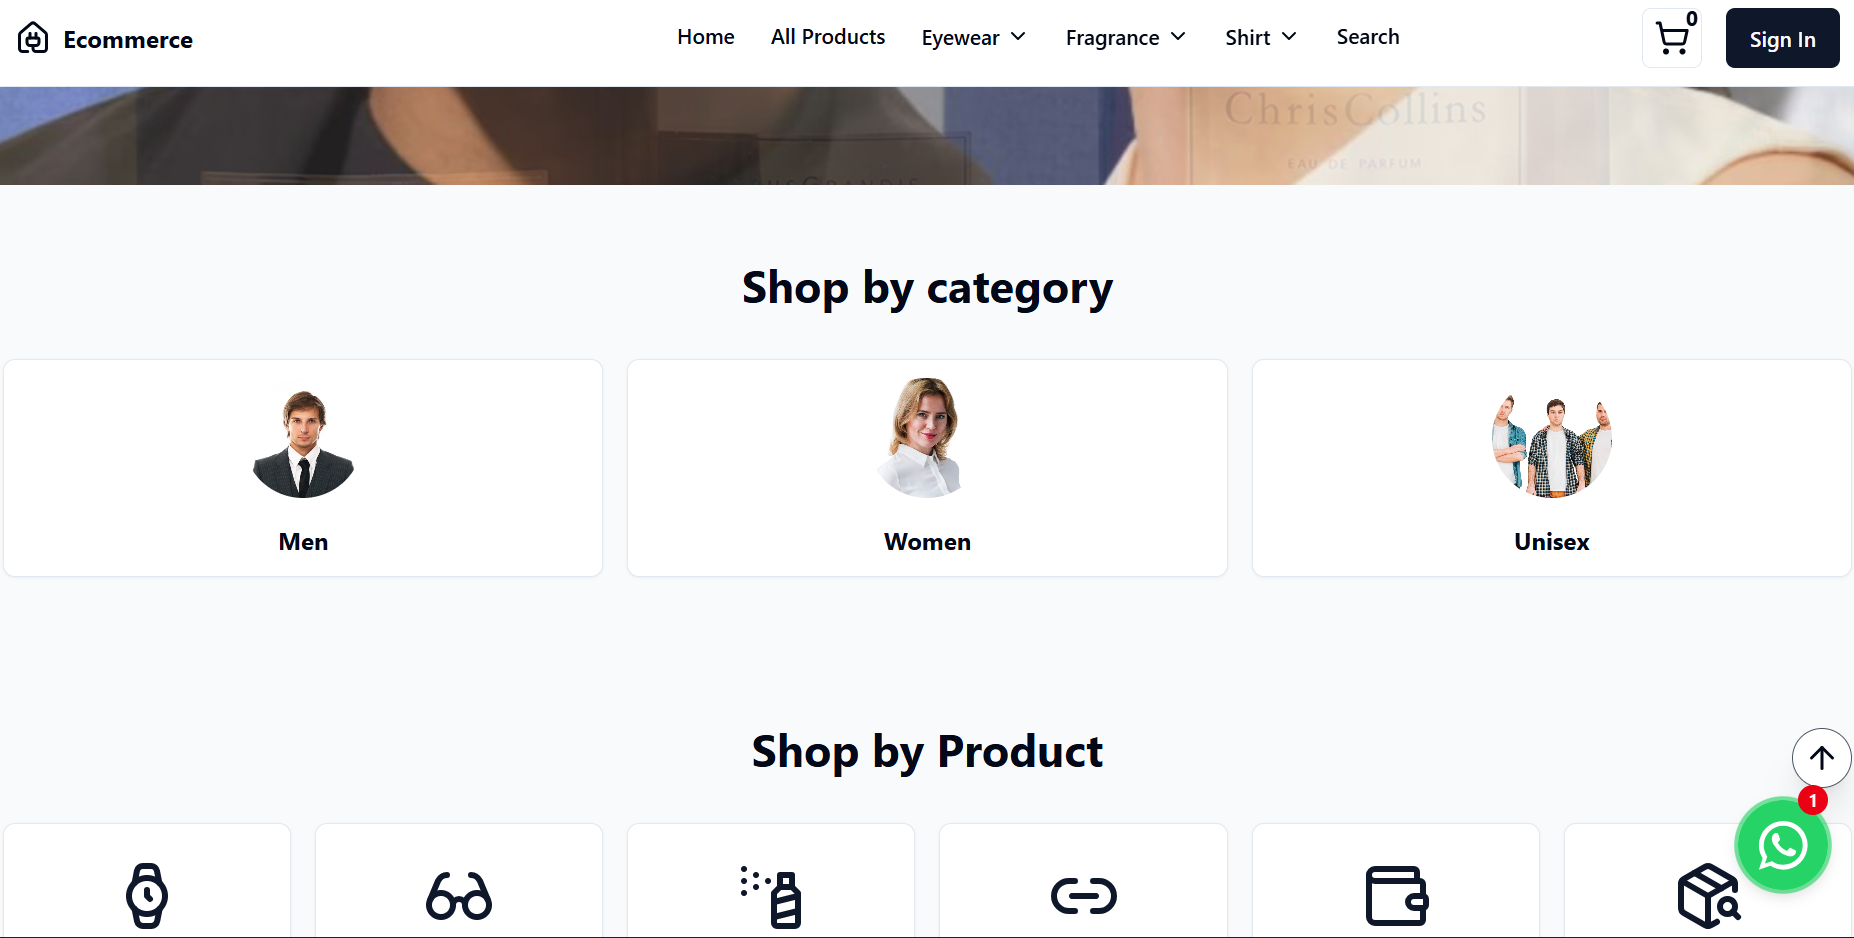 Ecommerce
Home
All Products
Eyewear
Fragrance
Shirt
Search
0
Sign In
ChrisCollins
EAU DE PARFUM
Shop by category
Men
Women
Unisex
Shop by Product
1